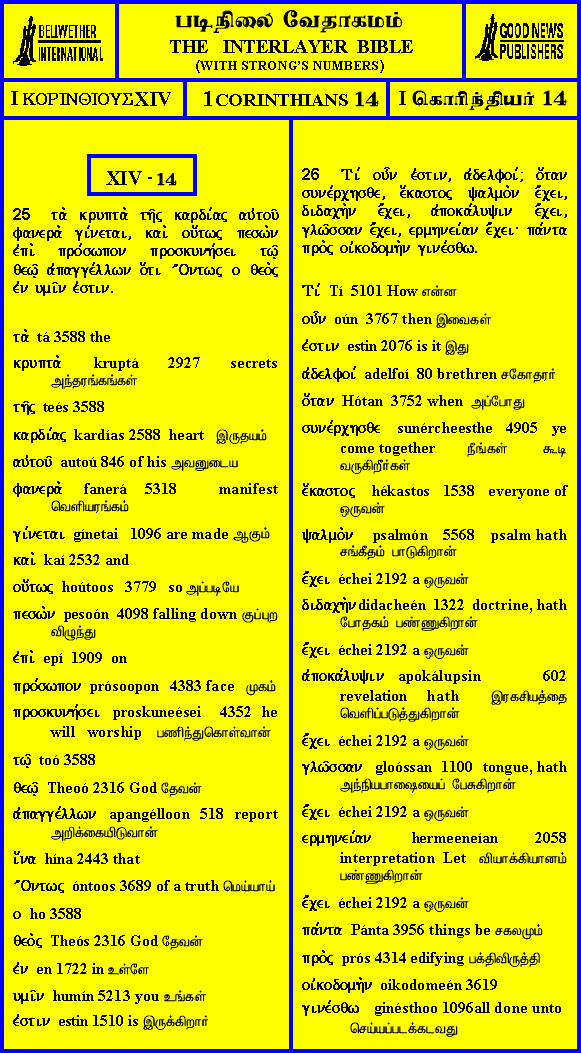 BELLWETHER
INTERNATIONAL
படிநிலை வேதாகமம்
THE INTERLAYER BIBLE
(WITH STRONG'S NUMBERS)
GOOD NEWS
PUBLISHERS
I ΚΟΡΙΝΘΙΟΥΣ XIV
1 CORINTHIANS 14
I கொரிந்தியர் 14
XIV - 14
25 τὰ κρυπτὰ τῆς καρδίας αὐτοῦ
φανερὰ γίνεται, καὶ οὕτως πεσὼν
ἐπὶ πρόσωπον προσκυνήσει τῷ
θεῷ ἀπαγγέλλων ὅτι Ὄντως ο θεὸς
ἐν υμῖν ἐστιν.
τὰ tá 3588 the
κρυπτὰ kruptá 2927 secrets
அந்தரங்கங்கள்
τῆς teés 3588
καρδίας kardías 2588 heart இருதயம்
αὐτοῦ autoú 846 of his அவனுடைய
φανερὰ fanerá 5318 manifest
வெளியரங்கம்
γίνεται ginetai 1096 are made ஆகும்
καὶ kaí 2532 and
οὕτως hoútoos 3779 so அப்படியே
πεσὼν pesoón 4098 falling down குப்புற
விழுந்து
ἐπὶ epí 1909 on
πρόσωπον prósoopon 4383 face முகம்
προσκυνήσει proskuneései 4352 he
will worship பணிந்துகொள்வான்
τῷ toó 3588
θεῷ Theoó 2316 God தேவன்
ἀπαγγέλλων apangélloon 518 report
அறிக்கையிடுவான்
ἵνα hína 2443 that
Ὄντως óntoos 3689 of a truth மெய்யாய்
ο ho 3588
θεὸς Theós 2316 God தேவன்
ἐν en 1722 in உள்ளே
υμῖν humín 5213 you உங்கள்
ἐστιν estin 1510 is இருக்கிறார்
26 Τί οὖν ἐστιν, ἀδελφοί; ὅταν
συνέρχησθε, ἕκαστος ψαλμὸν ἔχει,
διδαχὴν ἔχει, ἀποκάλυψιν ἔχει,
γλῶσσαν ἔχει, ερμηνείαν ἔχει· πάντα
πρὸς οἰκοδομὴν γινέσθω.
Τί Tí 5101 How என்ன
οὖν oún 3767 then இவைகள்
ἐστιν estin 2076 is it இது
ἀδελφοί adelfoí 80 brethren சகோதரர்
ὅταν Hótan 3752 when அப்போது
συνέρχησθε sunércheesthe 4905 ye
come together நீங்கள் கூடி
வருகிறீர்கள்
ἕκαστος hékastos 1538 everyone of
ஒருவன்
ψαλμὸν psalmón 5568 psalm hath
சங்கீதம் பாடுகிறான்
ἔχει échei 2192 a ஒருவன்
διδαχὴν didacheén 1322 doctrine, hath
போதகம் பண்ணுகிறான்
ἔχει échei 2192 a ஒருவன்
ἀποκάλυψιν apokálupsin 602
revelation hath இரகசியத்தை
வெளிப்படுத்துகிறான்
ἔχει échei 2192 a ஒருவன்
γλῶσσαν gloóssan 1100 tongue, hath
அந்நியபாஷையைப் பேசுகிறான்
ἔχει échei 2192 a ஒருவன்
ερμηνείαν hermeeneían 2058
interpretation Let வியாக்கியானம்
பண்ணுகிறான்
ἔχει échei 2192 a ஒருவன்
πάντα Pánta 3956 things be சகலமும்
πρὸς prós 4314 edifying பக்திவிருத்தி
οἰκοδομὴν oikodomeén 3619
γινέσθω ginésthoo 1096all done unto
செய்யப்படக்கடவது